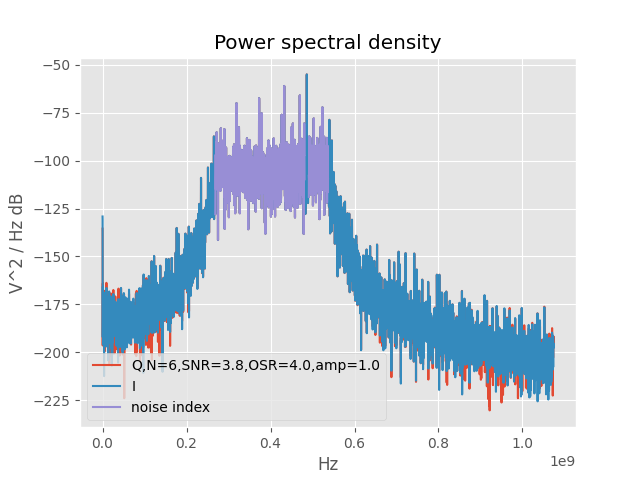 Power spectral density
V^2 / Hz dB
−50
−75
−100
−125
−150
−175
−200
−225
Q,N=6,SNR=3.8,OSR=4.0,amp=1.0
I
noise index
0.0 0.2 0.4 0.6 0.8 1.0
1e9
Hz